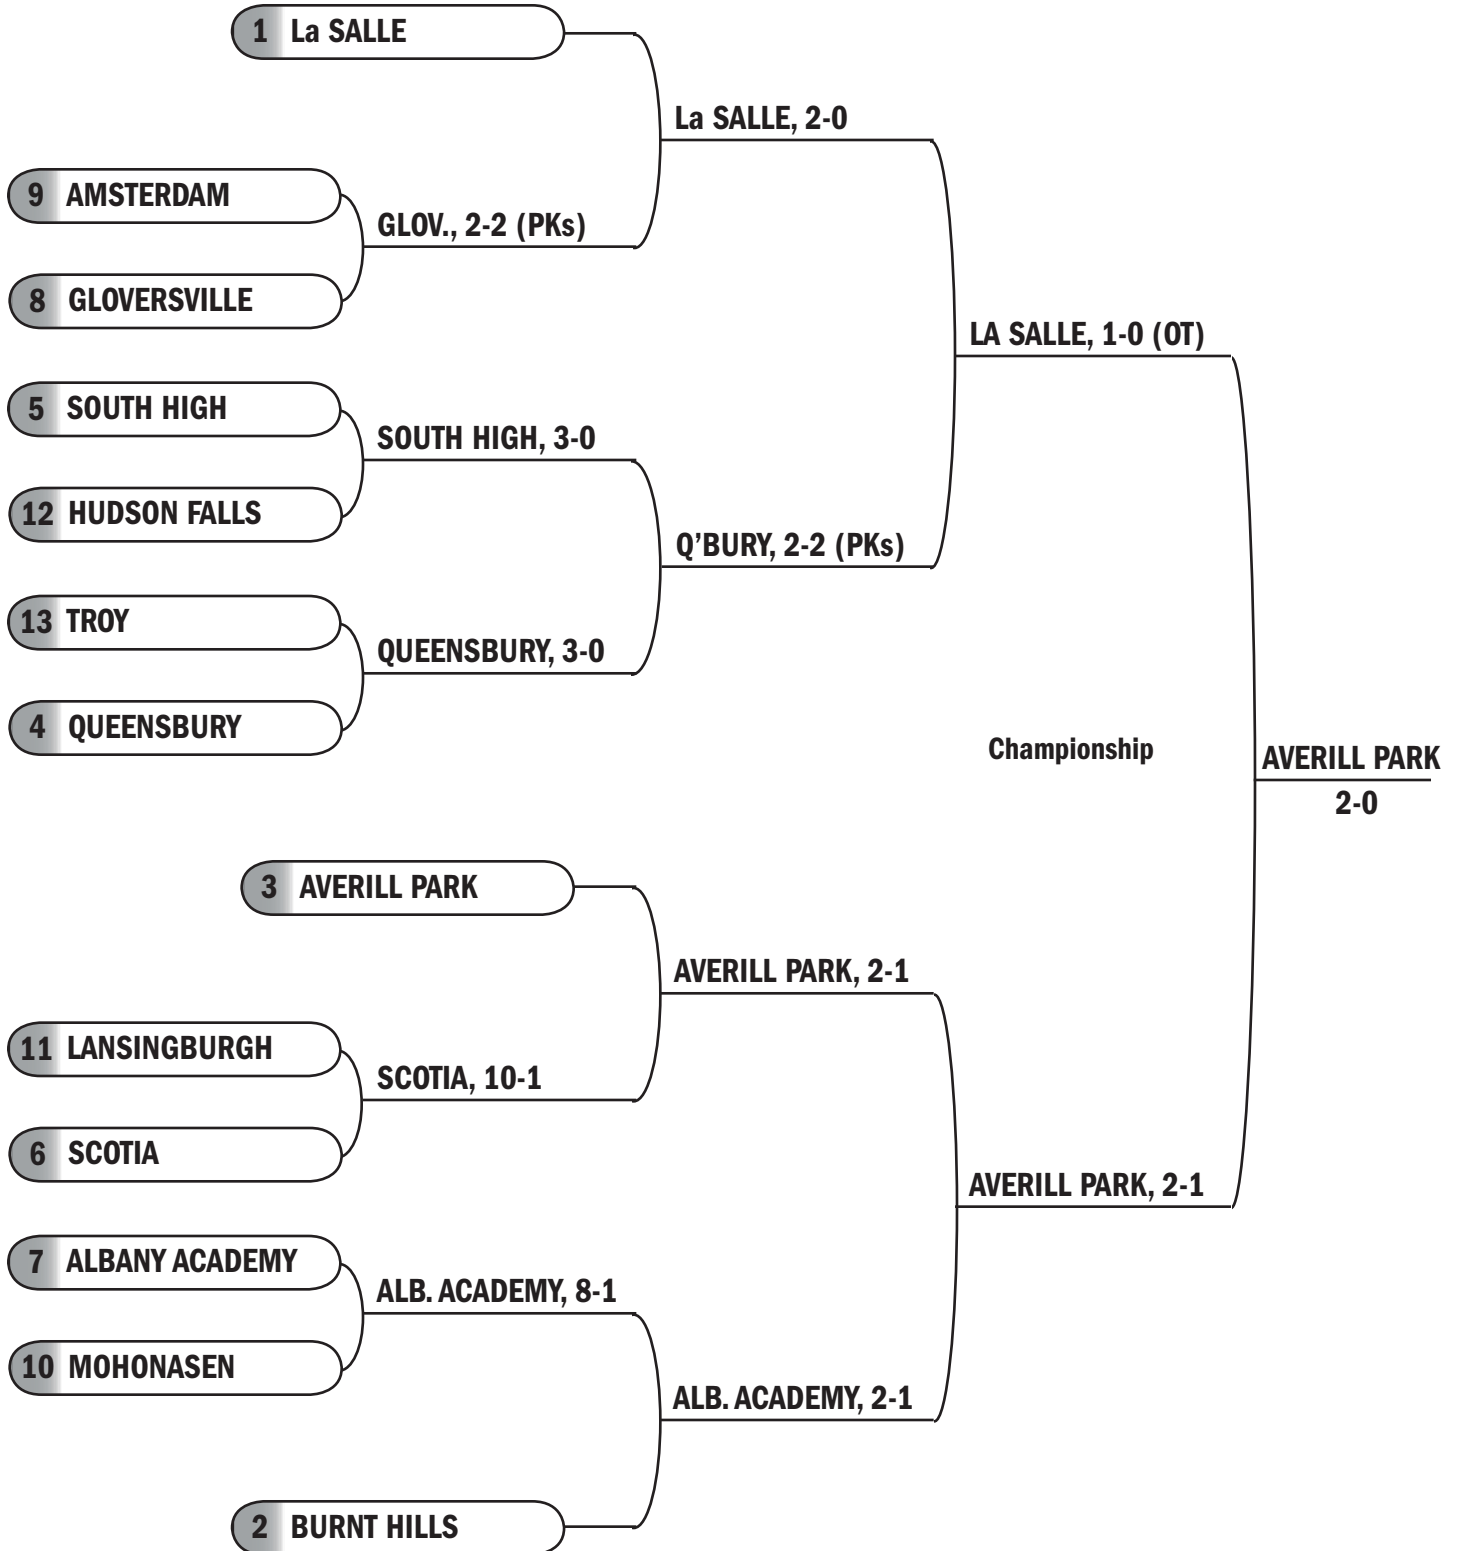 1 La SALLE
La SALLE, 2-0
9 AMSTERDAM
GLOV., 2-2 (PKs)
8 GLOVERSVILLE
LA SALLE, 1-0 (OT)
5 SOUTH HIGH
SOUTH HIGH, 3-0
12 HUDSON FALLS
Q’BURY, 2-2 (PKs)
13 TROY
QUEENSBURY, 3-0
4 QUEENSBURY
Championship
AVERILL PARK
2-0
3 AVERILL PARK
AVERILL PARK, 2-1
11 LANSINGBURGH
SCOTIA, 10-1
6 SCOTIA
AVERILL PARK, 2-1
7 ALBANY ACADEMY
ALB. ACADEMY, 8-1
10 MOHONASEN
ALB. ACADEMY, 2-1
2 BURNT HILLS